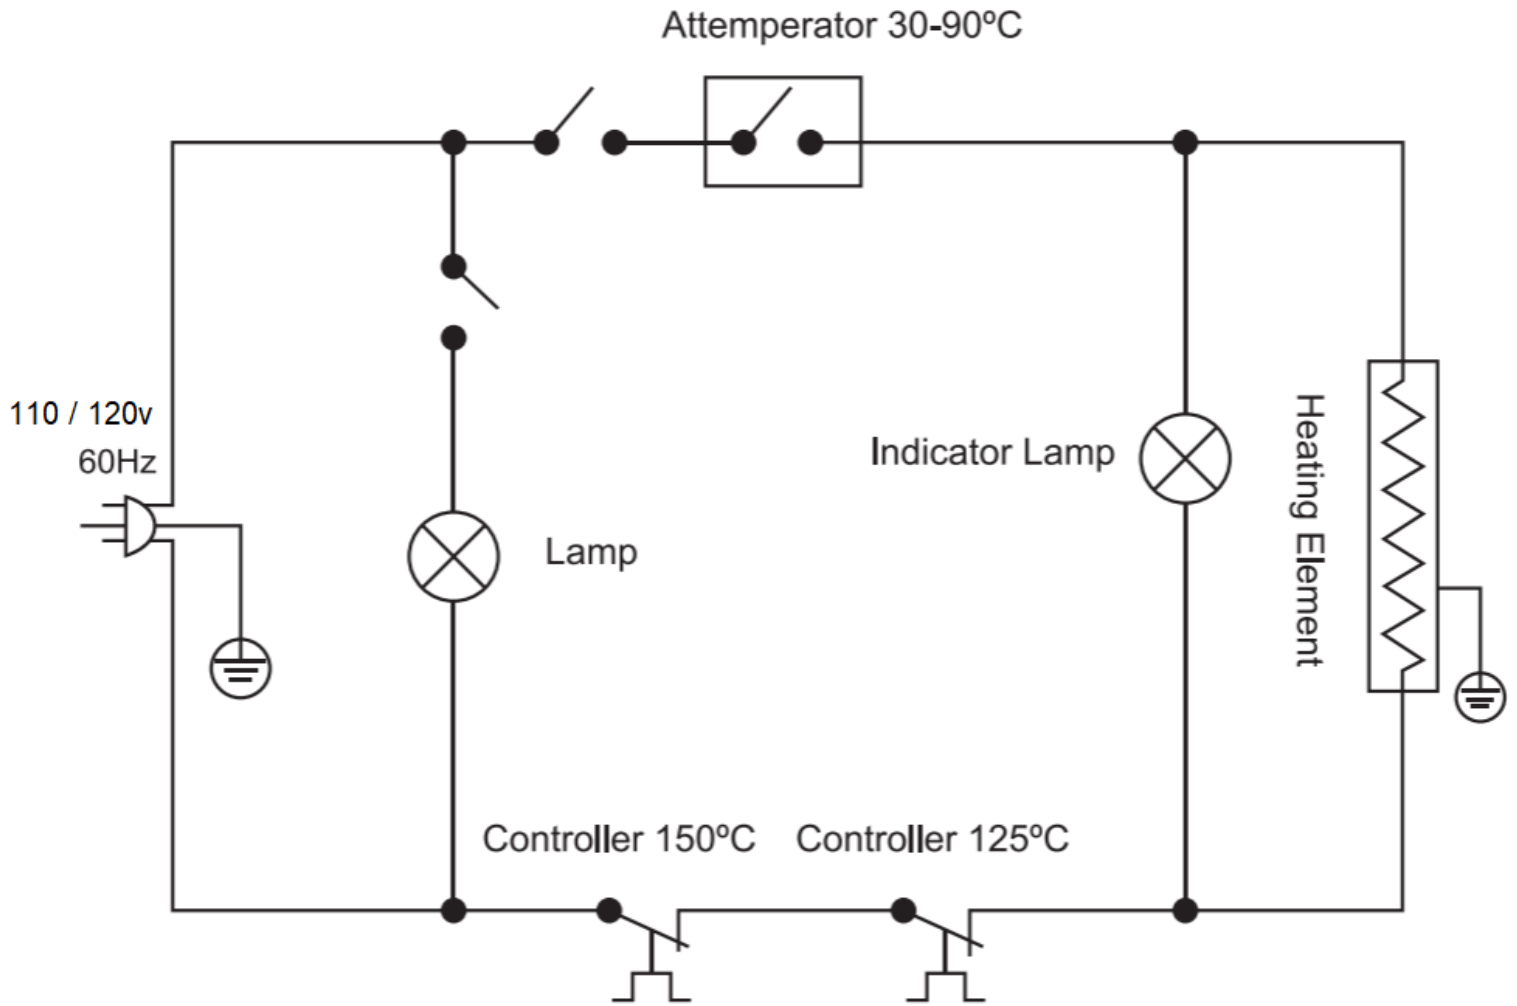 Attemperator 30-90ºC
110 / 120v
60Hz
Indicator Lamp
Heating Element
Lamp
Controller 150ºC
Controller 125ºC